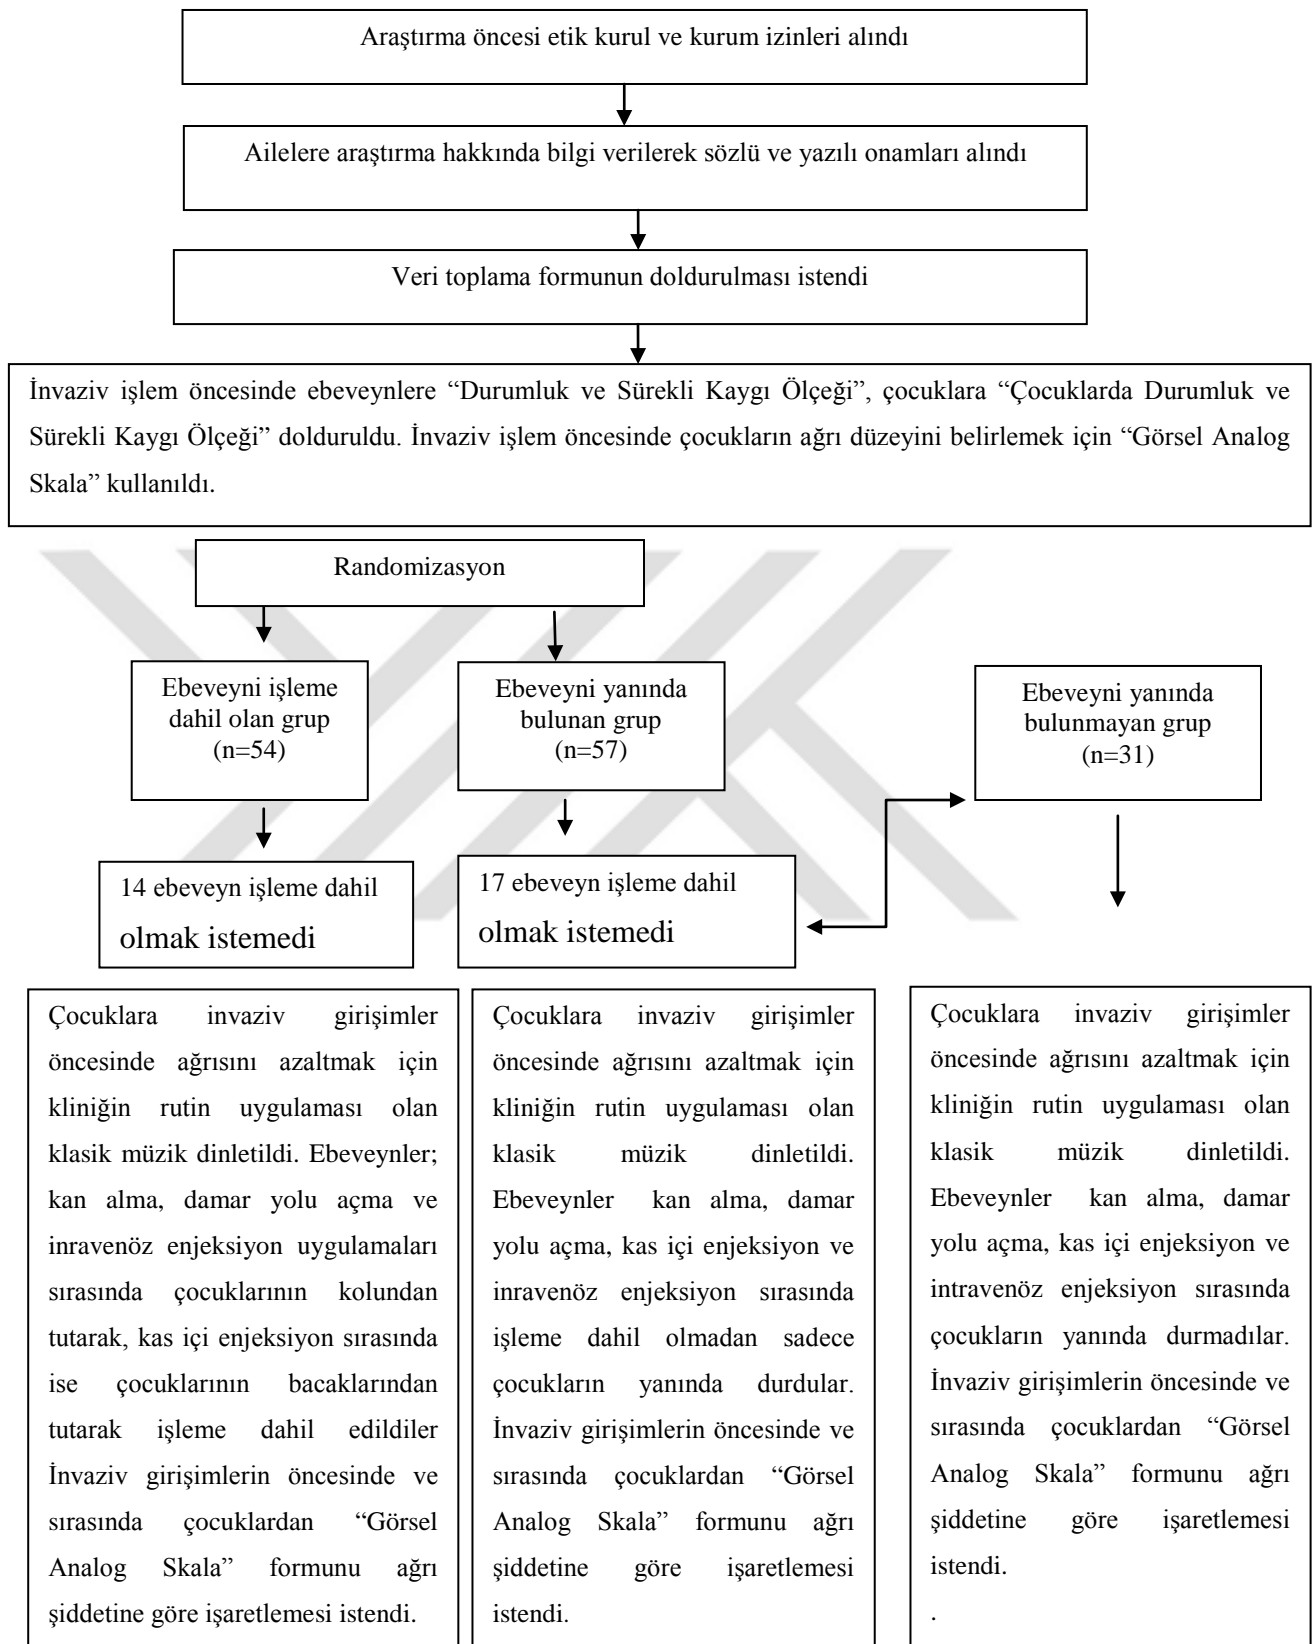 Araştırma öncesi etik kurul ve kurum izinleri alındı
Ailelere araştırma hakkında bilgi verilerek sözlü ve yazılı onamları alındı
Veri toplama formunun doldurulması istendi
İnvaziv işlem öncesinde ebeveynlere “Durumluk ve Sürekli Kaygı Ölçeği”, çocuklara “Çocuklarda Durumluk ve
Sürekli Kaygı Ölçeği” dolduruldu. İnvaziv işlem öncesinde çocukların ağrı düzeyini belirlemek için “Görsel Analog
Skala” kullanıldı.
Randomizasyon
Ebeveyni işleme
dahil olan grup
(n=54)
Ebeveyni yanında
bulunan grup
(n=57)
Ebeveyni yanında
bulunmayan grup
(n=31)
14 ebeveyn işleme dahil
olmak istemedi
17 ebeveyn işleme dahil
olmak istemedi
Çocuklara invaziv girişimler
öncesinde ağrısını azaltmak için
kliniğin rutin uygulaması olan
klasik müzik dinletildi. Ebeveynler;
kan alma, damar yolu açma ve
inravenöz enjeksiyon uygulamaları
sırasında çocuklarının kolundan
tutarak, kas içi enjeksiyon sırasında
ise çocuklarının bacaklarından
tutarak işleme dahil edildiler
İnvaziv girişimlerin öncesinde ve
sırasında çocuklardan “Görsel
Analog Skala” formunu ağrı
şiddetine göre işaretlemesi istendi.
Çocuklara invaziv girişimler
öncesinde ağrısını azaltmak için
kliniğin rutin uygulaması olan
klasik müzik dinletildi.
Ebeveynler kan alma, damar
yolu açma, kas içi enjeksiyon ve
inravenöz enjeksiyon sırasında
işleme dahil olmadan sadece
çocukların yanında durdular.
İnvaziv girişimlerin öncesinde ve
sırasında çocuklardan “Görsel
Analog Skala” formunu ağrı
şiddetine göre işaretlemesi
istendi.
Çocuklara invaziv girişimler
öncesinde ağrısını azaltmak için
kliniğin rutin uygulaması olan
klasik müzik dinletildi.
Ebeveynler kan alma, damar
yolu açma, kas içi enjeksiyon ve
intravenöz enjeksiyon sırasında
çocukların yanında durmadılar.
İnvaziv girişimlerin öncesinde ve
sırasında çocuklardan “Görsel
Analog Skala” formunu ağrı
şiddetine göre işaretlemesi
istendi.
.